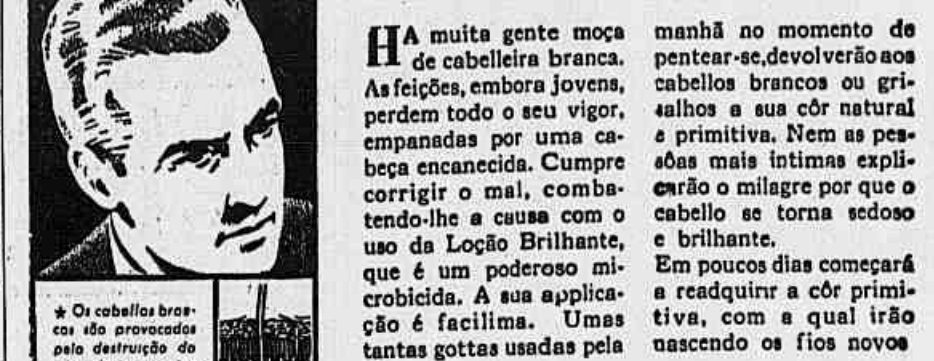 HA muita gente moça
de cabelleira branca.
As feições, embora jovens,
perdem todo o seu vigor,
empanadas por uma ca-
beça encanecida. Cumpre
corrigir o mal, comba-
tendo-lhe a causa com o
uso da Loção Brilhante,
que é um poderoso mi-
crobicida. A sua applica-
ção é facilima. Umas
tantas gottas usadas pela
manhã no momento de
pentear-se, devolverão aos
cabellos brancos ou gri-
salhos a sua côr natural
e primitiva. Nem as pes-
sôas mais intimas expli-
carão o milagre por que o
cabello se torna sedoso
e brilhante.
Em poucos dias começará
a readquirir a côr primi-
tiva, com a qual irão
nascendo os fios novos
★ Os cabellos bran-
cos são provocados
pela destruição do